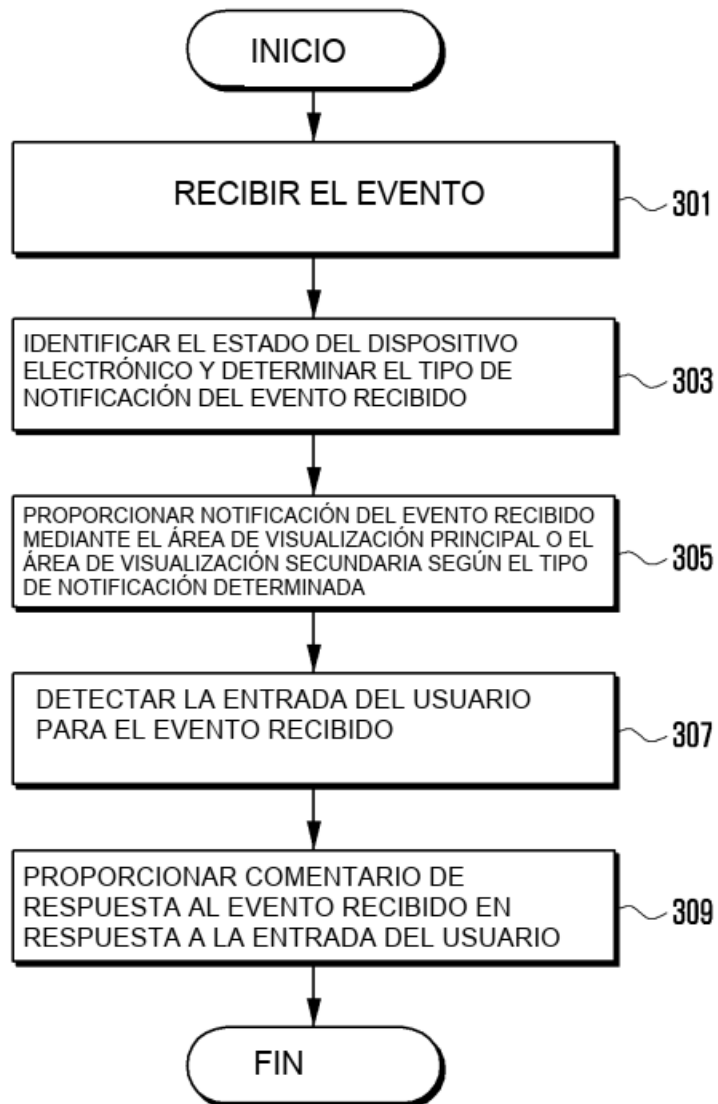 INICIO
RECIBIR EL EVENTO
301
IDENTIFICAR EL ESTADO DEL DISPOSITIVO
ELECTRÓNICO Y DETERMINAR EL TIPO DE
NOTIFICACIÓN DEL EVENTO RECIBIDO
303
PROPORCIONAR NOTIFICACIÓN DEL EVENTO RECIBIDO
MEDIANTE EL ÁREA DE VISUALIZACIÓN PRINCIPAL O EL
ÁREA DE VISUALIZACIÓN SECUNDARIA SEGÚN EL TIPO
DE NOTIFICACIÓN DETERMINADA
305
DETECTAR LA ENTRADA DEL USUARIO
PARA EL EVENTO RECIBIDO
307
PROPORCIONAR COMENTARIO DE
RESPUESTA AL EVENTO RECIBIDO EN
RESPUESTA A LA ENTRADA DEL USUARIO
309
FIN